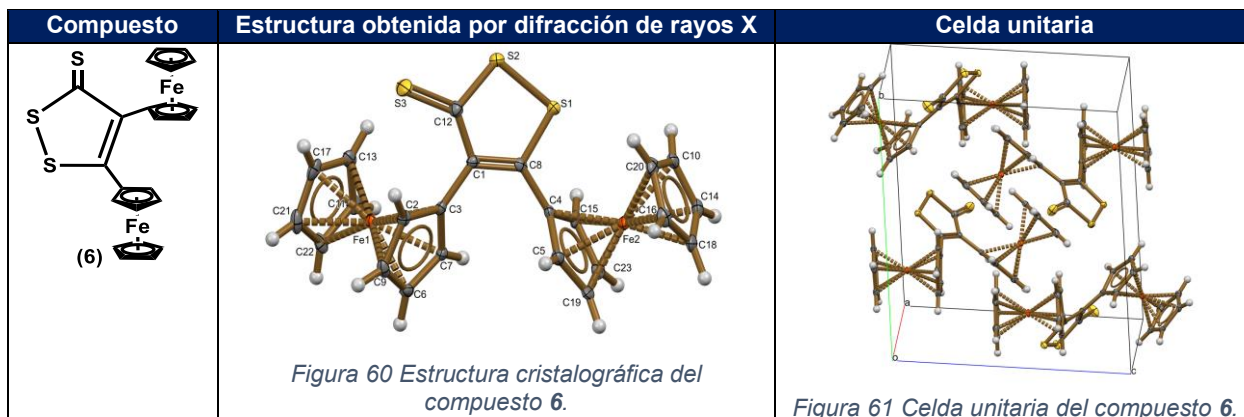 Compuesto
Estructura obtenida por difracción de rayos X
Celda unitaria
S
S
S
Fe
Fe
(6)
S3
S2
S1
C12
C17
C13
C1
C8
C20
C10
C21
C11
C2
C3
C4
C15
C16
C14
Fe1
C22
C5
Fe2
C18
C9
C7
C6
C23
C19
Figura 60 Estructura cristalográfica del
compuesto 6.
b
a
o
c
Figura 61 Celda unitaria del compuesto 6.